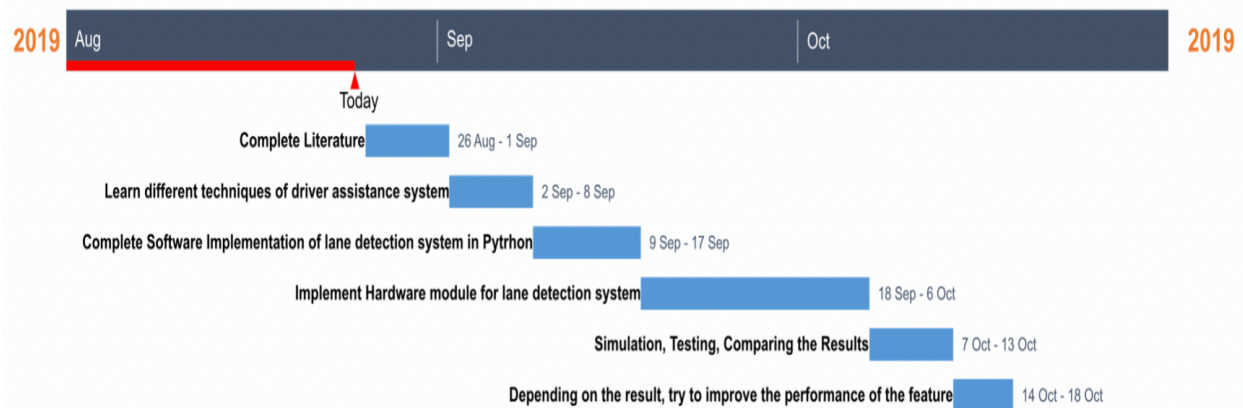 2019 Aug Sep Oct 2019
Today
Complete Literature 26 Aug - 1 Sep
Learn different techniques of driver assistance system 2 Sep - 8 Sep
Complete Software Implementation of lane detection system in Pytrhon 9 Sep - 17 Sep
Implement Hardware module for lane detection system 18 Sep - 6 Oct
Simulation, Testing, Comparing the Results 7 Oct - 13 Oct
Depending on the result, try to improve the performance of the feature 14 Oct - 18 Oct